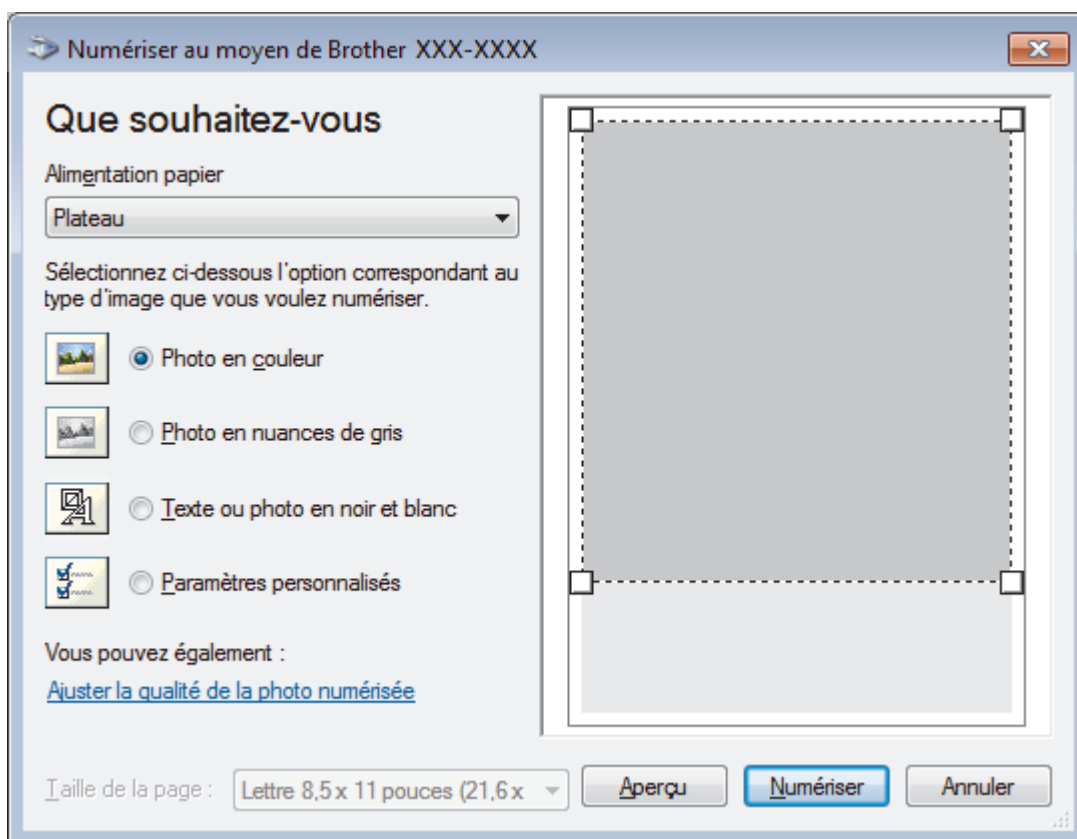 Numériser au moyen de Brother XXX-XXXX
Que souhaitez-vous
Alimentation papier
Plateau
Sélectionnez ci-dessous l'option correspondant au
type d'image que vous voulez numériser.
Photo en couleur
Photo en nuances de gris
Texte ou photo en noir et blanc
Paramètres personnalisés
Vous pouvez également :
Ajuster la qualité de la photo numérisée
Taille de la page : Lettre 8,5 x 11 pouces (21,6 x
Aperçu Numériser Annuler